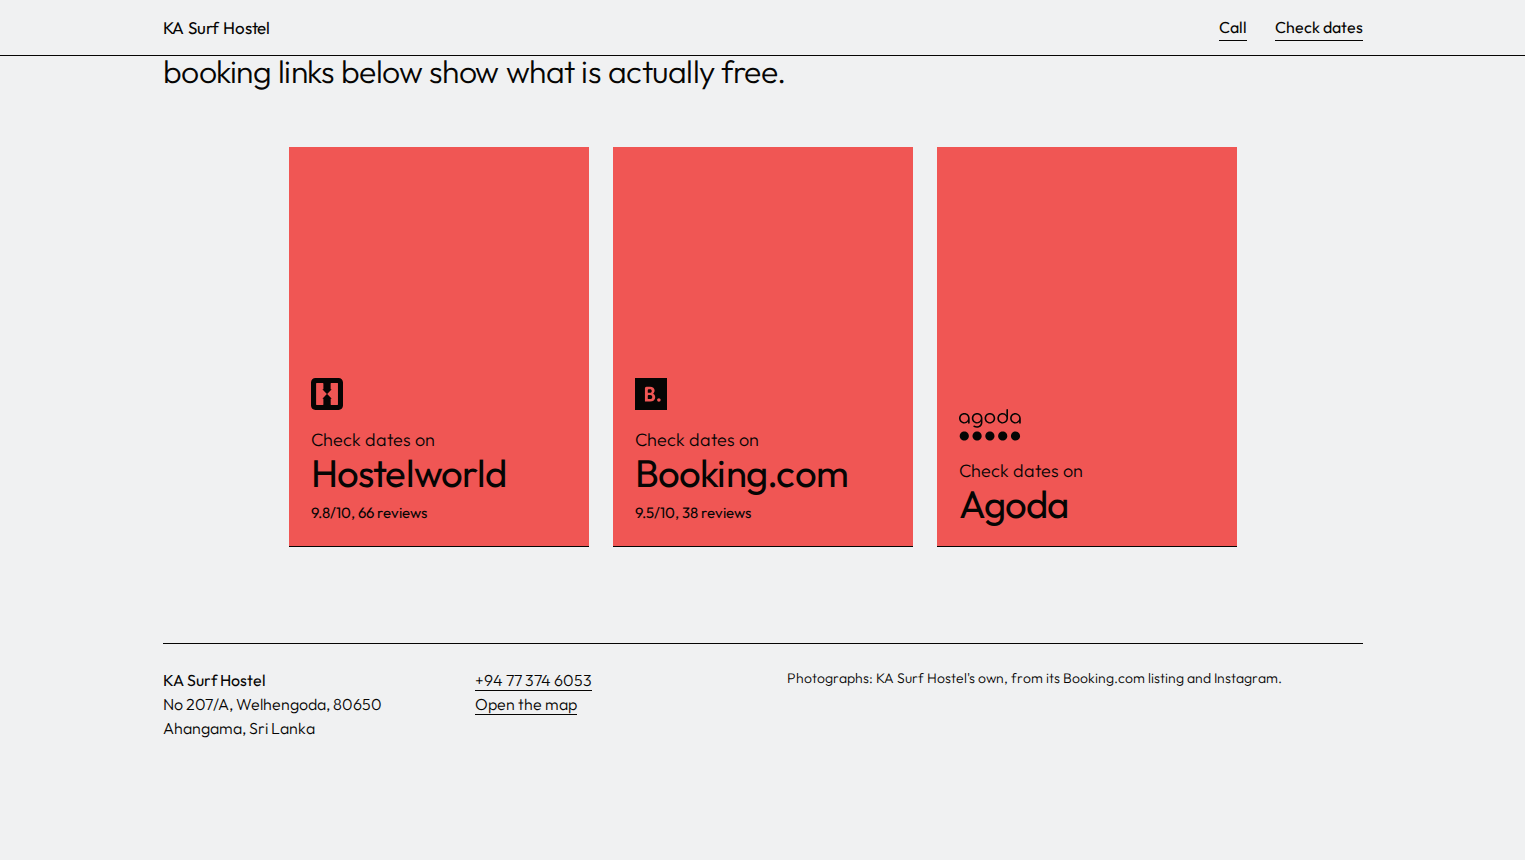 KA Surf Hostel
Call
Check dates
booking links below show what is actually free.
B.
Check dates on
Hostelworld
9.8/10, 66 reviews
Check dates on
Booking.com
9.5/10, 38 reviews
agoda
Check dates on
Agoda
KA Surf Hostel
No 207/A, Welhengoda, 80650
Ahangama, Sri Lanka
+94 77 374 6053
Open the map
Photographs: KA Surf Hostel's own, from its Booking.com listing and Instagram.